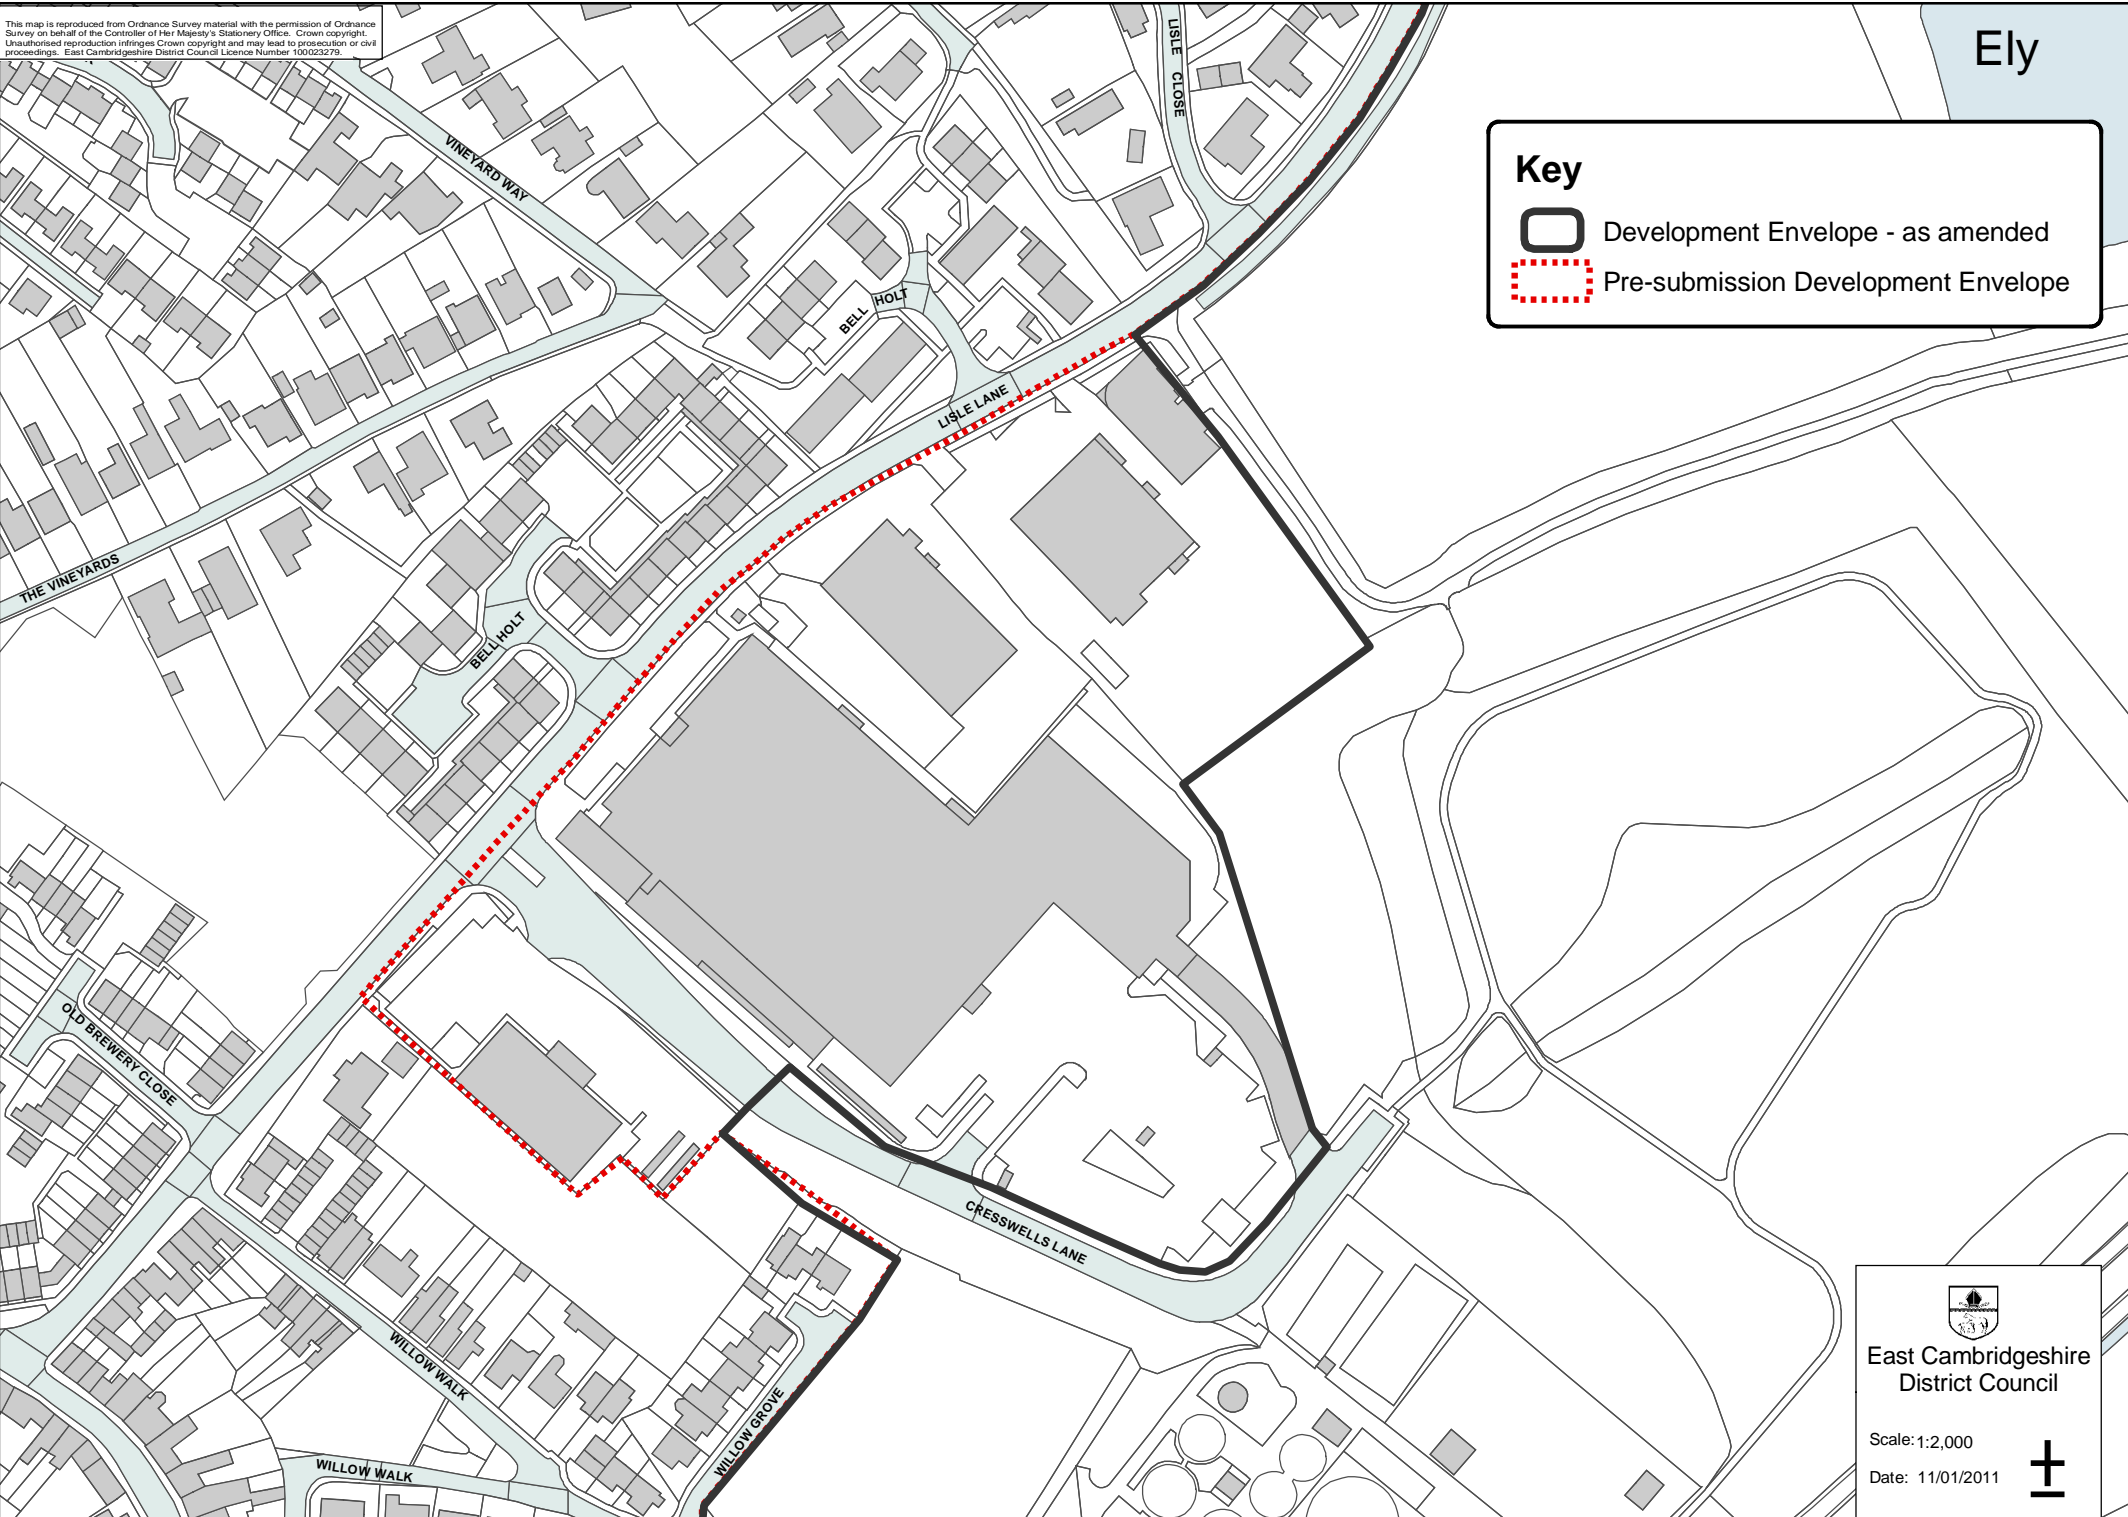 This map is reproduced from Ordnance Survey material with the permission of Ordnance
Survey on behalf of the Controller of Her Majesty's Stationery Office. Crown copyright.
Unauthorised reproduction infringes Crown copyright and may lead to prosecution or civil
proceedings. East Cambridgeshire District Council Licence Number 100023279.
Ely
LISLE CLOSE
Key
Development Envelope - as amended
Pre-submission Development Envelope
VINEYARD WAY
BELL HOLT
LISLE LANE
THE VINEYARDS
BELL HOLT
OLD BREWERY CLOSE
CRESSWELLS LANE
WILLOW WALK
WILLOW GROVE
WILLOW WALK
East Cambridgeshire
District Council
Scale: 1:2,000
Date: 11/01/2011